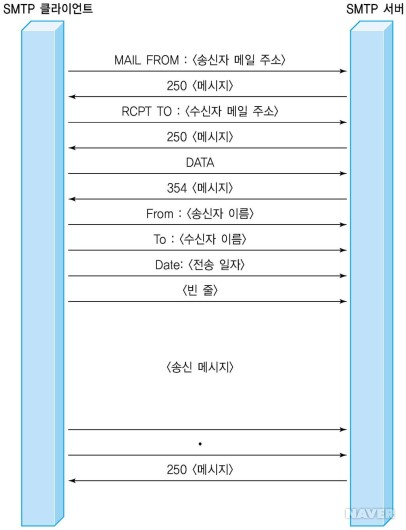 SMTP 클라이언트 SMTP 서버
MAIL FROM : <송신자 메일 주소>
250 <메시지>
RCPT TO : <수신자 메일 주소>
250 <메시지>
DATA
354 <메시지>
From : <송신자 이름>
To : <수신자 이름>
Date: <전송 일자>
<빈 줄>
<송신 메시지>
.
250 <메시지>
NAVER